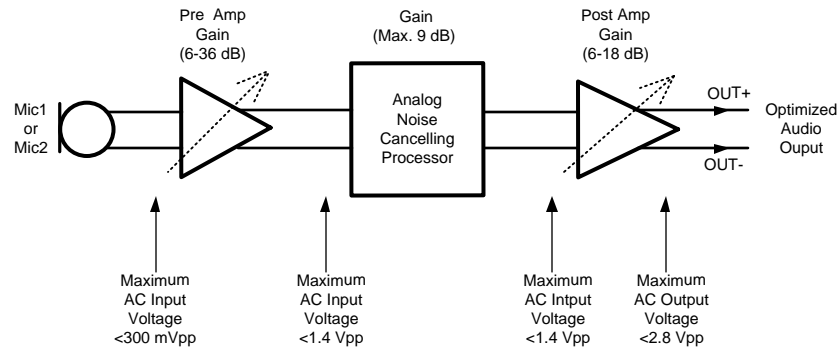 Pre Amp
Gain
(6-36 dB)
Gain
(Max. 9 dB)
Post Amp
Gain
(6-18 dB)
Mic1
or
Mic2
Analog
Noise
Cancelling
Processor
OUT+
OUT-
Optimized
Audio
Ouput
Maximum
AC Input
Voltage
<300 mVpp
Maximum
AC Input
Voltage
<1.4 Vpp
Maximum
AC Intput
Voltage
<1.4 Vpp
Maximum
AC Output
Voltage
<2.8 Vpp